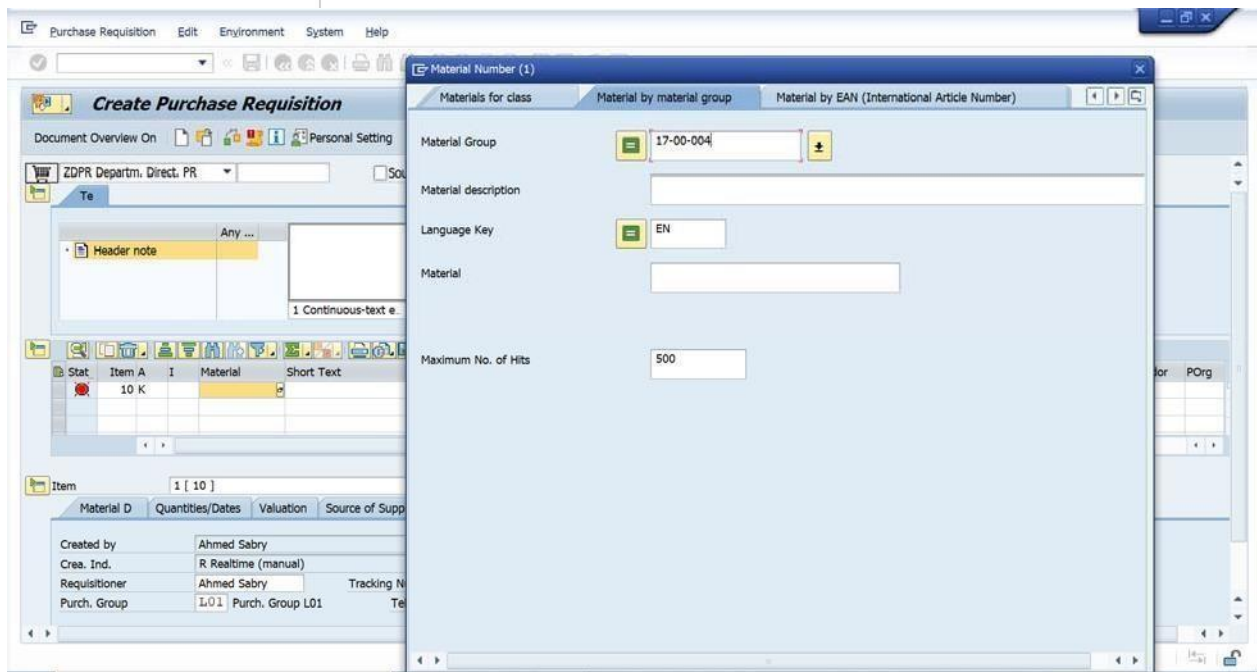 Purchase Requisition Edit Environment System Help
Material Number (1)
Materials for class Material by material group Material by EAN (International Article Number)
Create Purchase Requisition
Document Overview On Personal Setting
Material Group 17-00-004
ZDPR Departm. Direct. PR Sou
Te
Material description
Any ...
Language Key EN
Header note
Material
1 Continuous-text e..
Maximum No. of Hits 500
Stat Item A I Material Short Text dor POrg
10 K
Item 1 [ 10 ]
Material D Quantities/Dates Valuation Source of Supp
Created by Ahmed Sabry
Crea. Ind. R Realtime (manual)
Requisitioner Ahmed Sabry Tracking N
Purch. Group L01 Purch. Group L01 Te